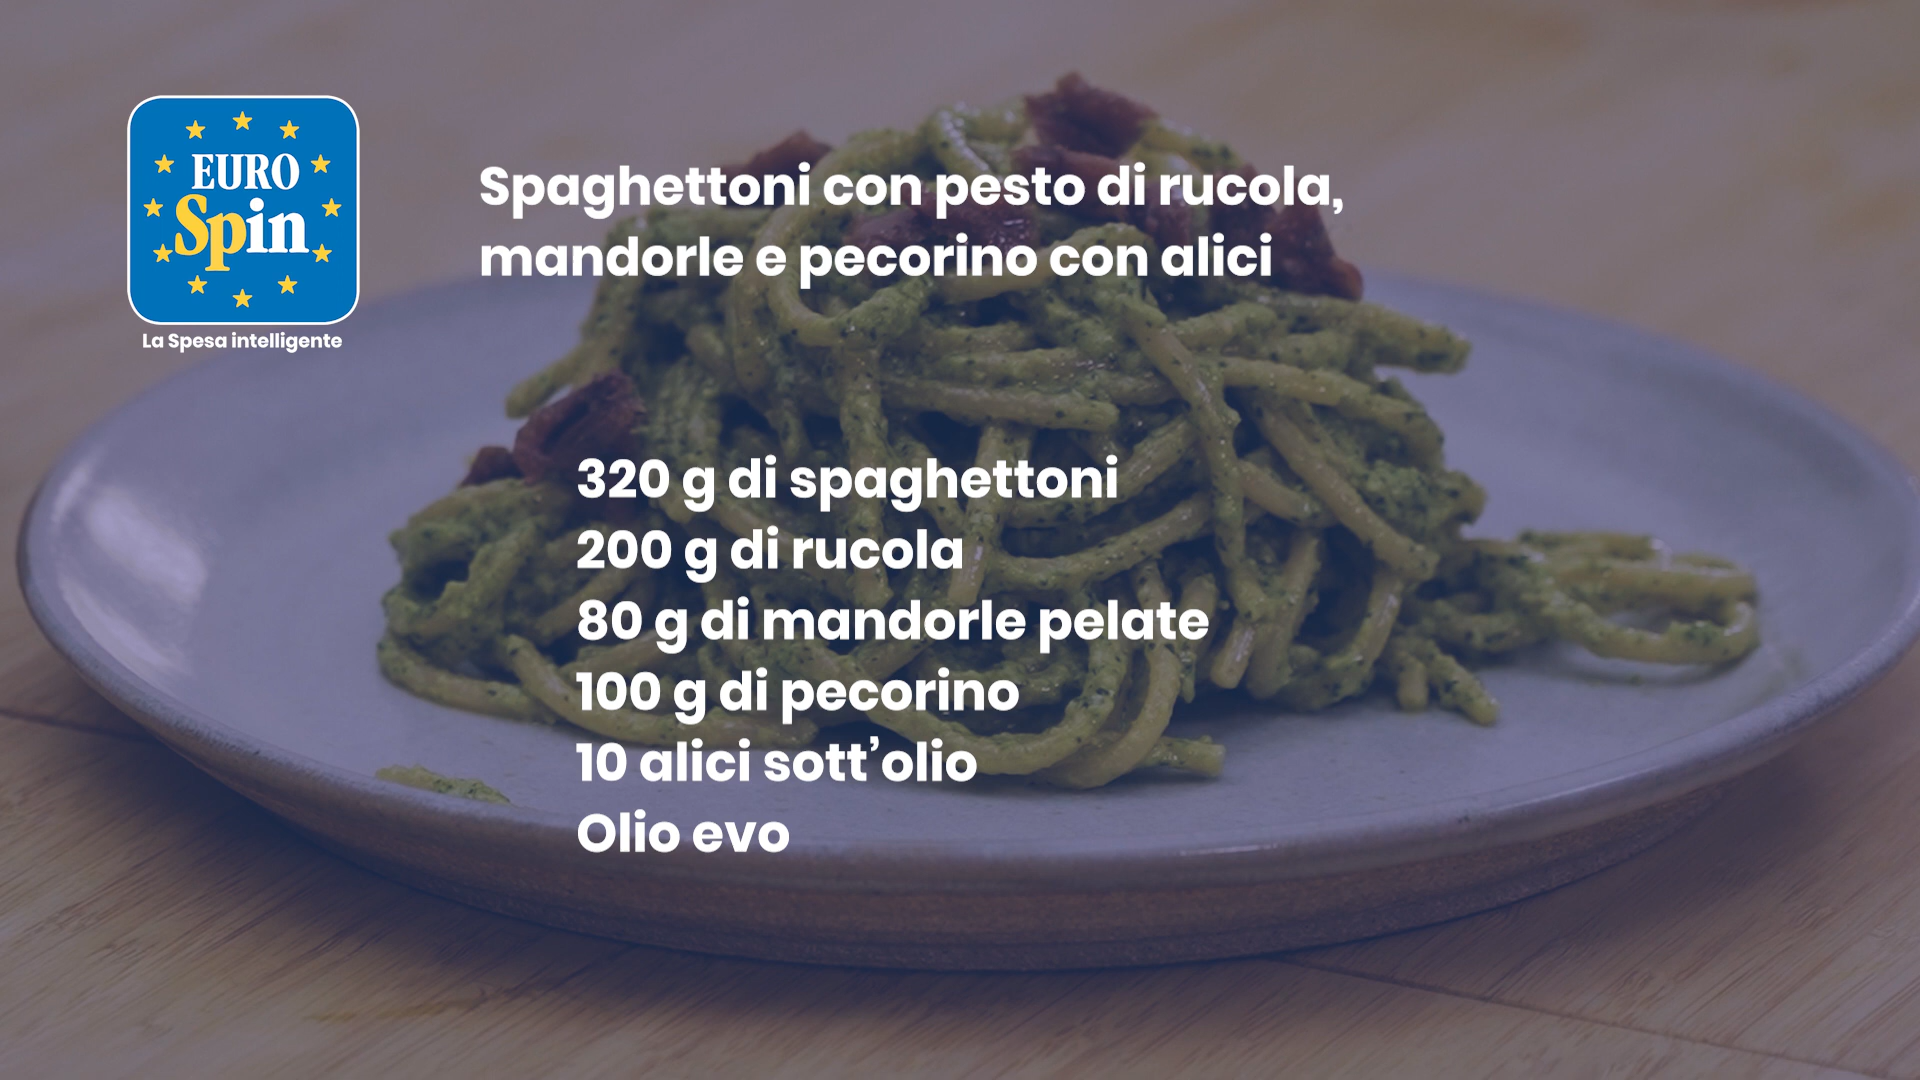 EURO
Spin
La Spesa intelligente
Spaghettoni con pesto di rucola,
mandorle e pecorino con alici
320 g di spaghettoni
200 g di rucola
80 g di mandorle pelate
100 g di pecorino
10 alici sott’olio
Olio evo